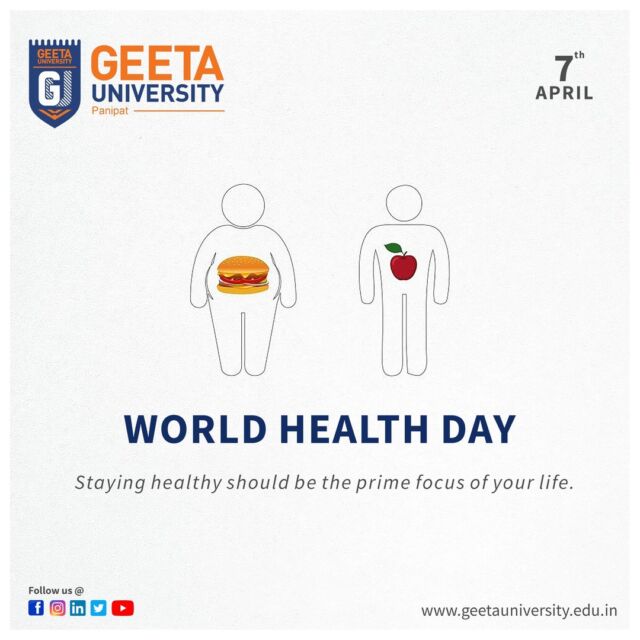 GEETA
UNIVERSITY
GU
GEETA
UNIVERSITY
Panipat
7th
APRIL
WORLD HEALTH DAY
Staying healthy should be the prime focus of your life.
Follow us @
www.geetauniversity.edu.in